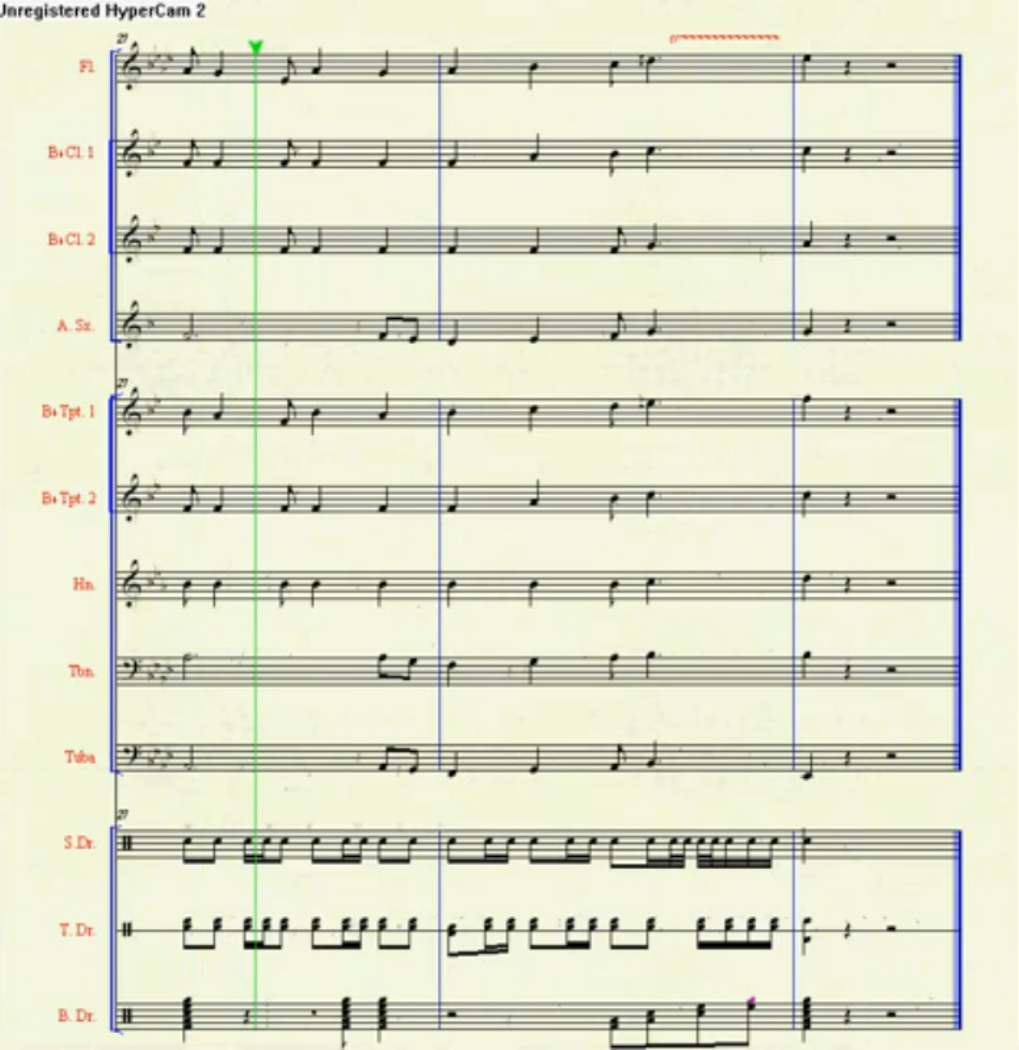 Unregistered HyperCam 2
27
Fl.
B♭Cl. 1
B♭Cl. 2
A. Sx.
27
B♭Tpt. 1
B♭Tpt. 2
Hn.
Tbn.
Tuba
27
S.Dr.
T. Dr.
B. Dr.